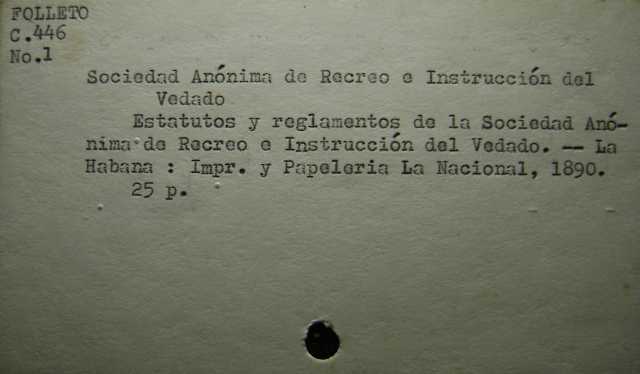 FOLLETO
C.446
No.1
Sociedad Anónima de Recreo e Instrucción del
Vedado
Estatutos y reglamentos de la Sociedad Anó-
nima de Recreo e Instrucción del Vedado. -- La
Habana : Impr. y Papeleria La Nacional, 1890.
25 p.